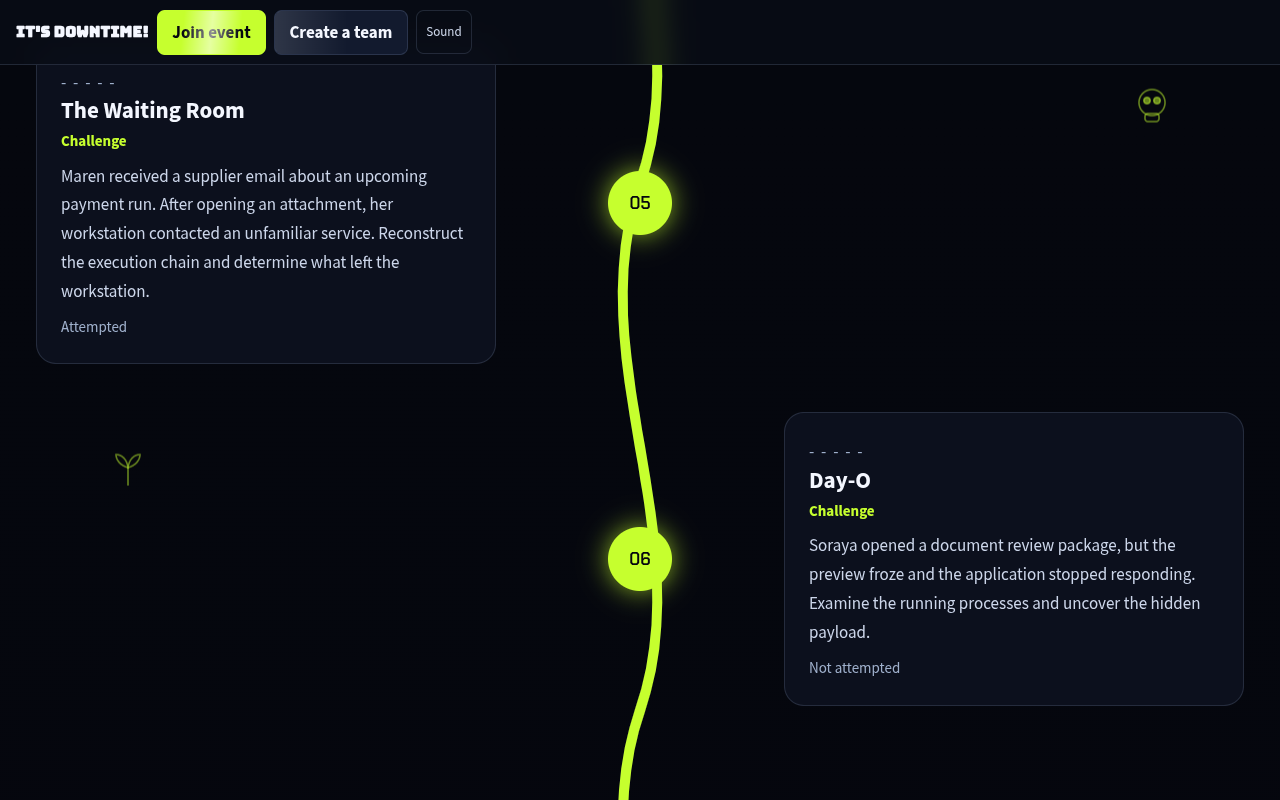 IT'S DOWNTIME!
Join event
Create a team
Sound
- - - - -
The Waiting Room
Challenge
Maren received a supplier email about an upcoming
payment run. After opening an attachment, her
workstation contacted an unfamiliar service. Reconstruct
the execution chain and determine what left the
workstation.
Attempted
05
06
- - - - -
Day-O
Challenge
Soraya opened a document review package, but the
preview froze and the application stopped responding.
Examine the running processes and uncover the hidden
payload.
Not attempted